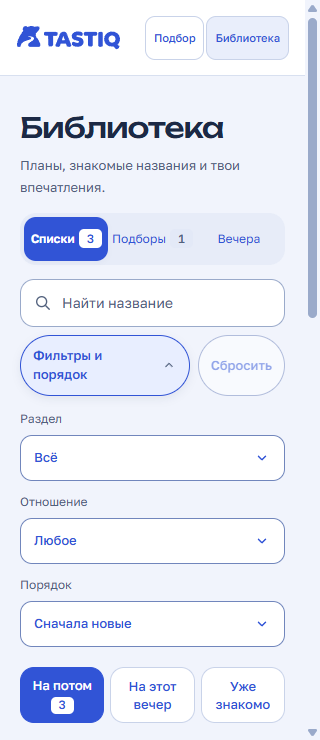 TASTIQ
Подбор
Библиотека
Библиотека
Планы, знакомые названия и твои
впечатления.
Списки 3
Подборы 1
Вечера
Найти название
Фильтры и
порядок
Сбросить
Раздел
Всё
Отношение
Любое
Порядок
Сначала новые
На потом
3
На этот
вечер
Уже
знакомо